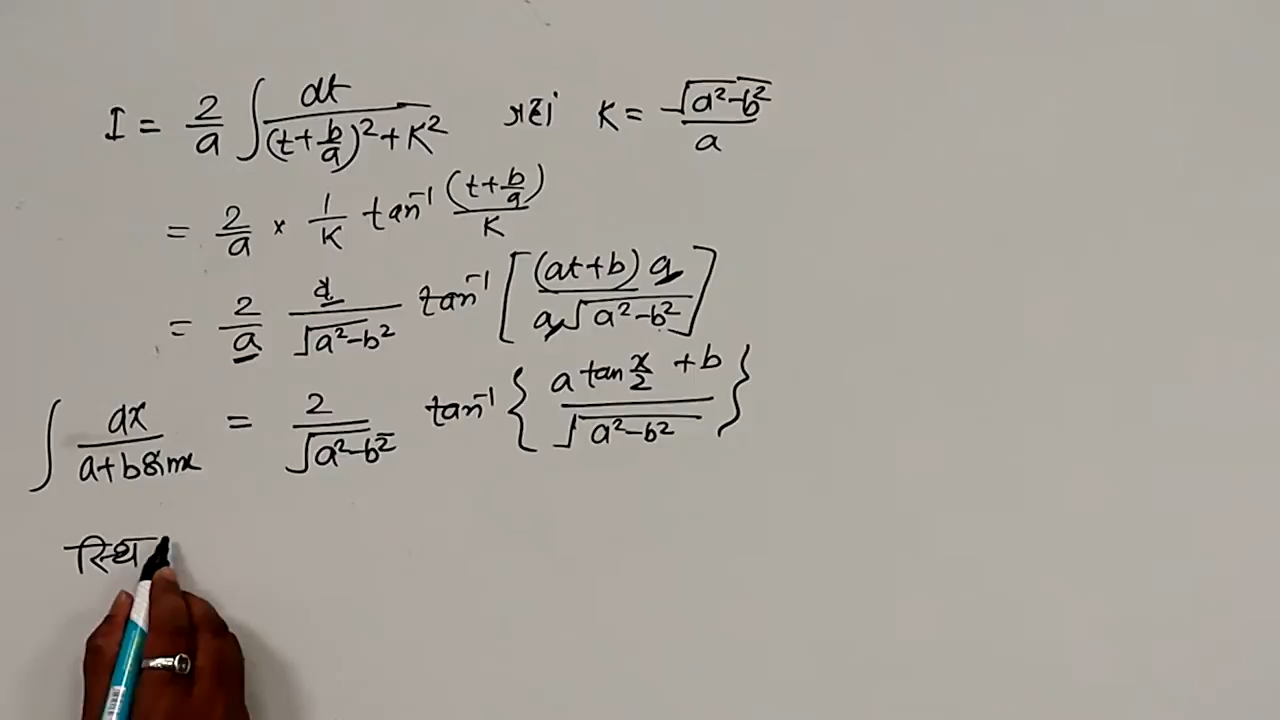 I = 2/a ∫ dt/((t+b/a)²+K²) जहाँ K = √(a²-b²)/a
= 2/a × 1/K tan⁻¹ (t+b/a)/K
= 2/a a/√(a²-b²) tan⁻¹ [(at+b) a/a√(a²-b²)]
∫ dx/(a+b sinx) = 2/√(a²-b²) tan⁻¹ {(a tan x/2 + b)/√(a²-b²)}
स्थि